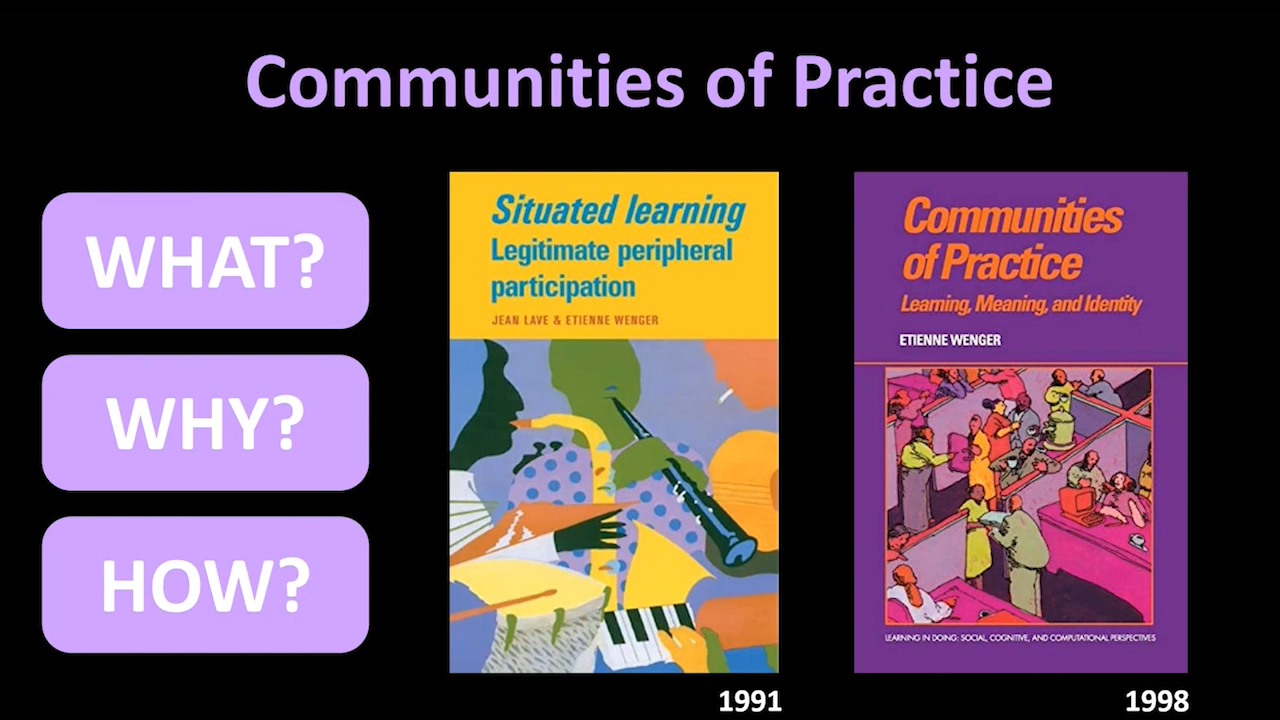 Communities of Practice
WHAT?
WHY?
HOW?
Situated learning
Legitimate peripheral
participation
JEAN LAVE & ETIENNE WENGER
1991
Communities
of Practice
Learning, Meaning, and Identity
ETIENNE WENGER
LEARNING IN DOING: SOCIAL, COGNITIVE, AND COMPUTATIONAL PERSPECTIVES
1998